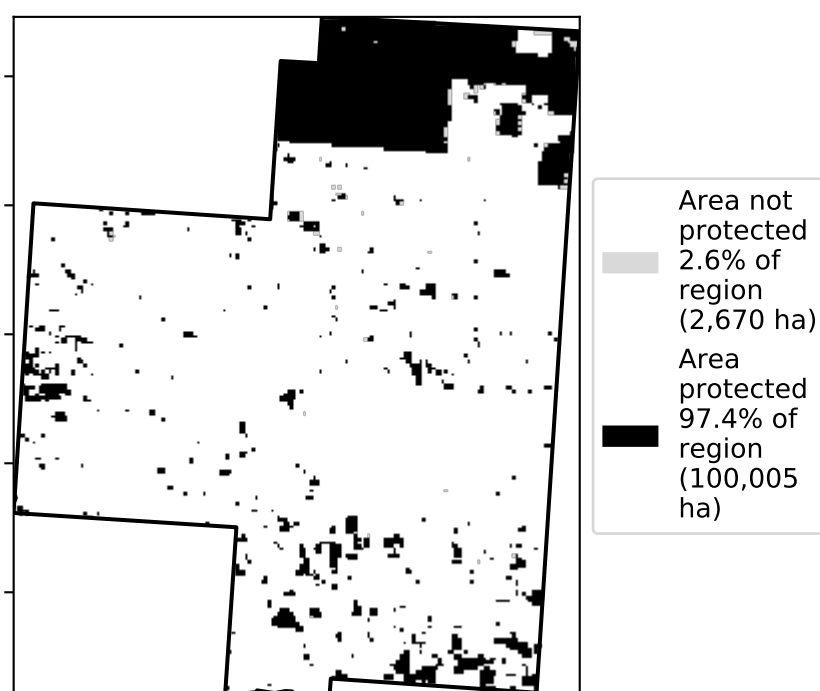 Area not
protected
2.6% of
region
(2,670 ha)
Area
protected
97.4% of
region
(100,005
ha)